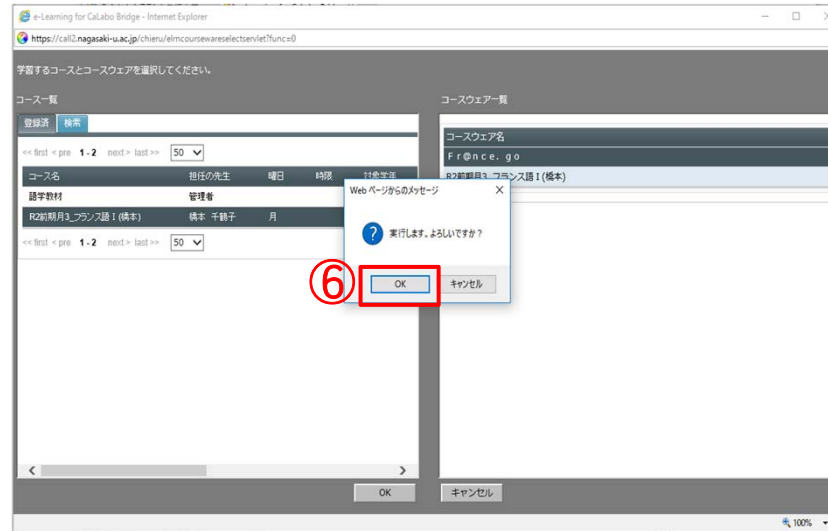 e-Learning for CaLabo Bridge - Internet Explorer
https://call2.nagasaki-u.ac.jp/chieru/elmcoursewareselectservlet?func=0
学習するコースとコースウェアを選択してください。
コース一覧
コースウェア一覧
登録済 検索
<< first < pre 1 - 2 next > last >> 50
コース名 担任の先生 曜日 時限 対象学年
語学教材 管理者
R2前期月3_フランス語 I (橋本) 橋本 千鶴子 月
<< first < pre 1 - 2 next > last >> 50
コースウェア名
Fr@nce. go
R2前期月3_フランス語 I (橋本)
Web ページからのメッセージ
実行します。よろしいですか?
⑥
OK キャンセル
OK キャンセル
100%